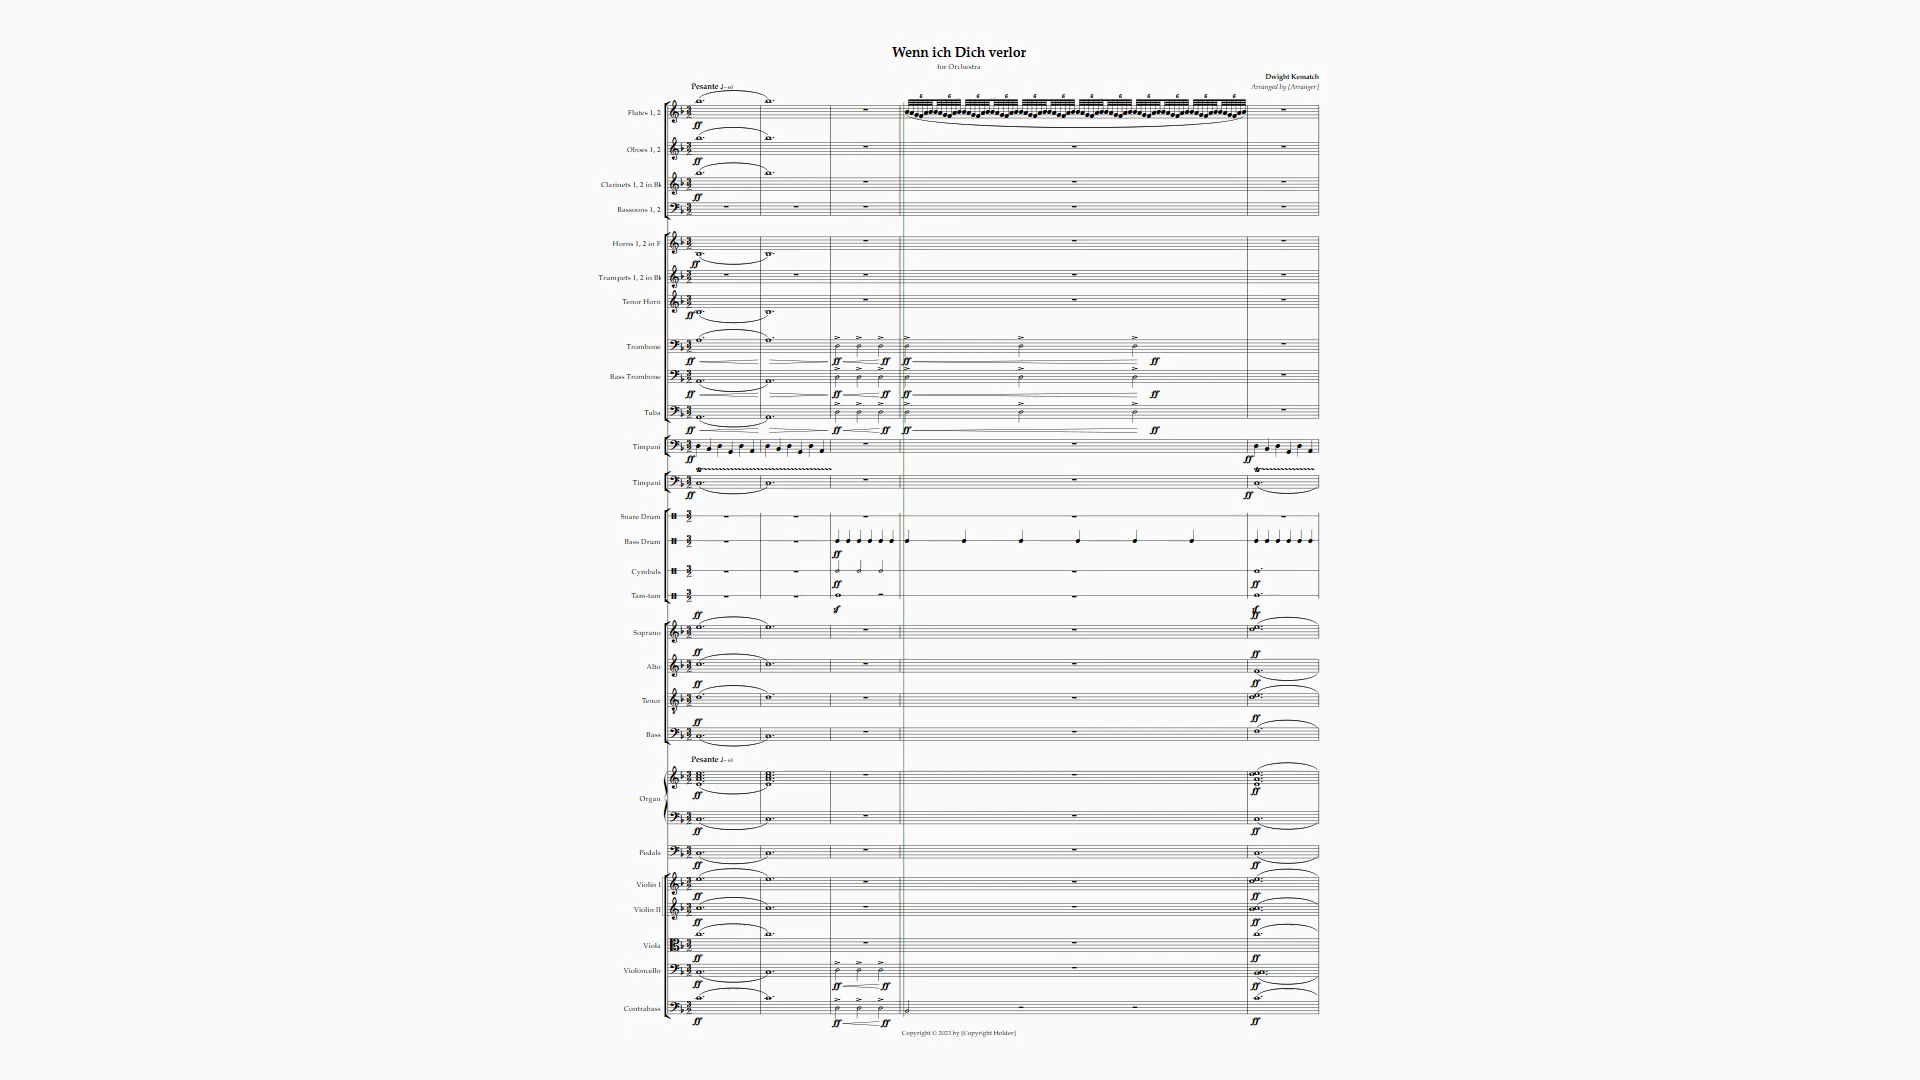 Wenn ich Dich verlor
for Orchestra
Dwight Kematch
Arranged by [Arranger]
Pesante ♩= 60
Flutes 1, 2
Oboes 1, 2
Clarinets 1, 2 in B♭
Bassoons 1, 2
Horns 1, 2 in F
Trumpets 1, 2 in B♭
Tenor Horn
Trombone
Bass Trombone
Tuba
Timpani
Timpani
Snare Drum
Bass Drum
Cymbals
Tam-tam
Soprano
Alto
Tenor
Bass
Pesante ♩= 60
Organ
Pedals
Violin I
Violin II
Viola
Violoncello
Contrabass
Copyright © 2023 by [Copyright Holder]